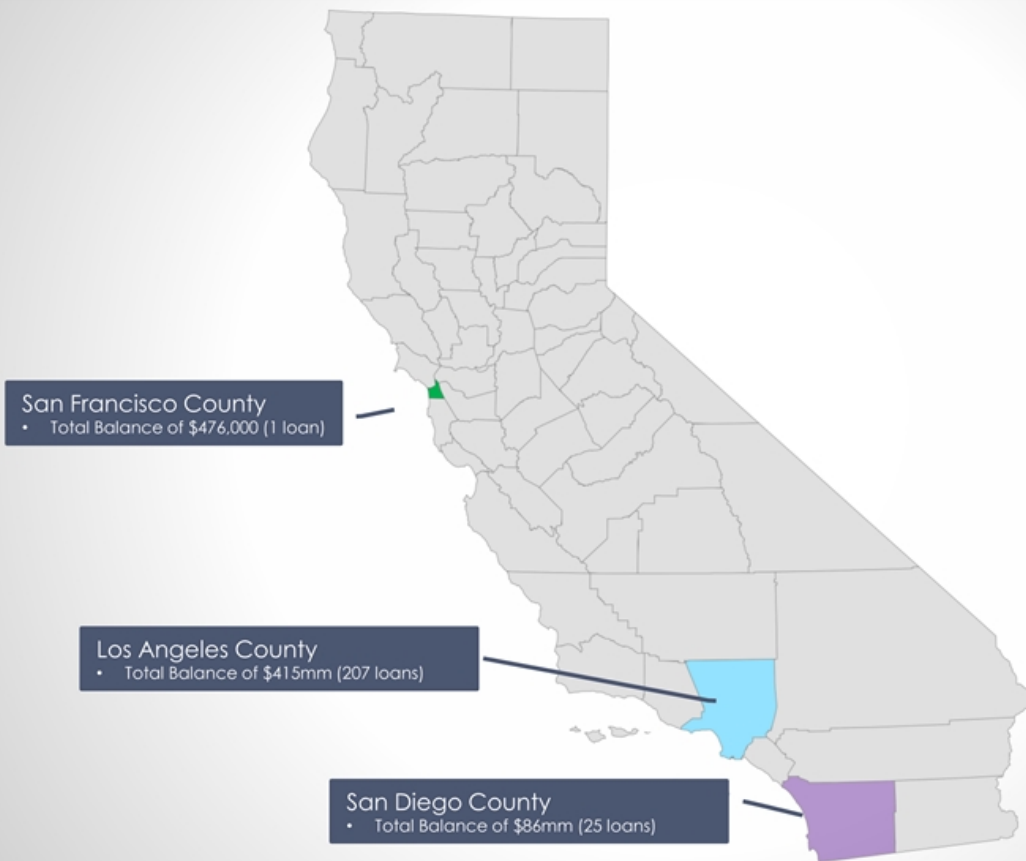 San Francisco County
• Total Balance of $476,000 (1 loan)
Los Angeles County
• Total Balance of $415mm (207 loans)
San Diego County
• Total Balance of $86mm (25 loans)